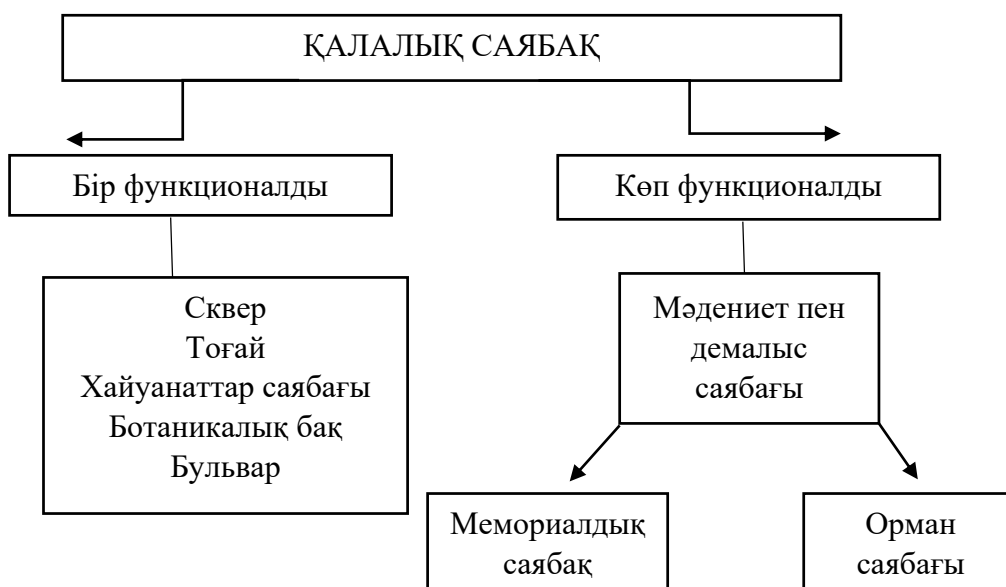 ҚАЛАЛЫҚ САЯБАҚ
Бір функционалды
Көп функционалды
Сквер
Тоғай
Хайуанаттар саябағы
Ботаникалық бақ
Бульвар
Мәдениет пен
демалыс
саябағы
Мемориалдық
саябақ
Орман
саябағы